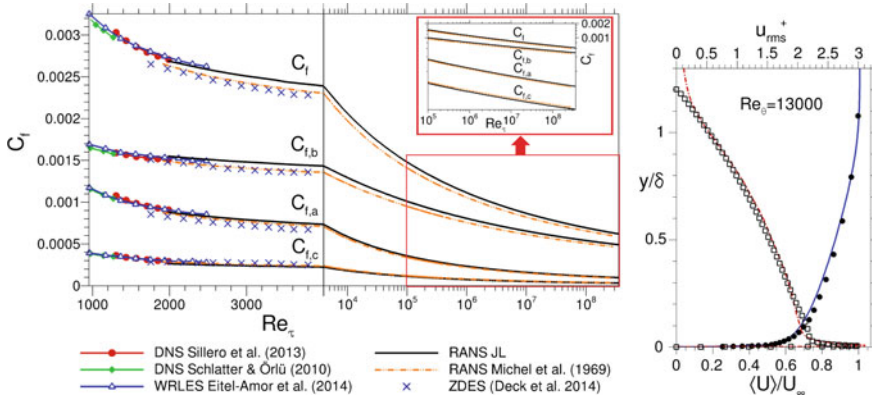 0.003
0.0025
0.002
0.0015
0.001
0.0005
0
C_f
C_f
C_f,b
C_f,a
C_f,c
1000 2000 3000 10^4 10^5 10^6 10^7 10^8
Re_τ
C_f
C_f,b
C_f,a
C_f,c
0.002
0.001
C_f
10^5 10^6 10^7 10^8
Re_τ
DNS Sillero et al. (2013)
DNS Schlatter & Örlü (2010)
WRLES Eitel-Amor et al. (2014)
RANS JL
RANS Michel et al. (1969)
ZDES (Deck et al. 2014)
u_rms^+
0 0.5 1 1.5 2 2.5 3
Re_θ=13000
1
y/δ
0.5
0
0 0.2 0.4 0.6 0.8 1
⟨U⟩/U_∞